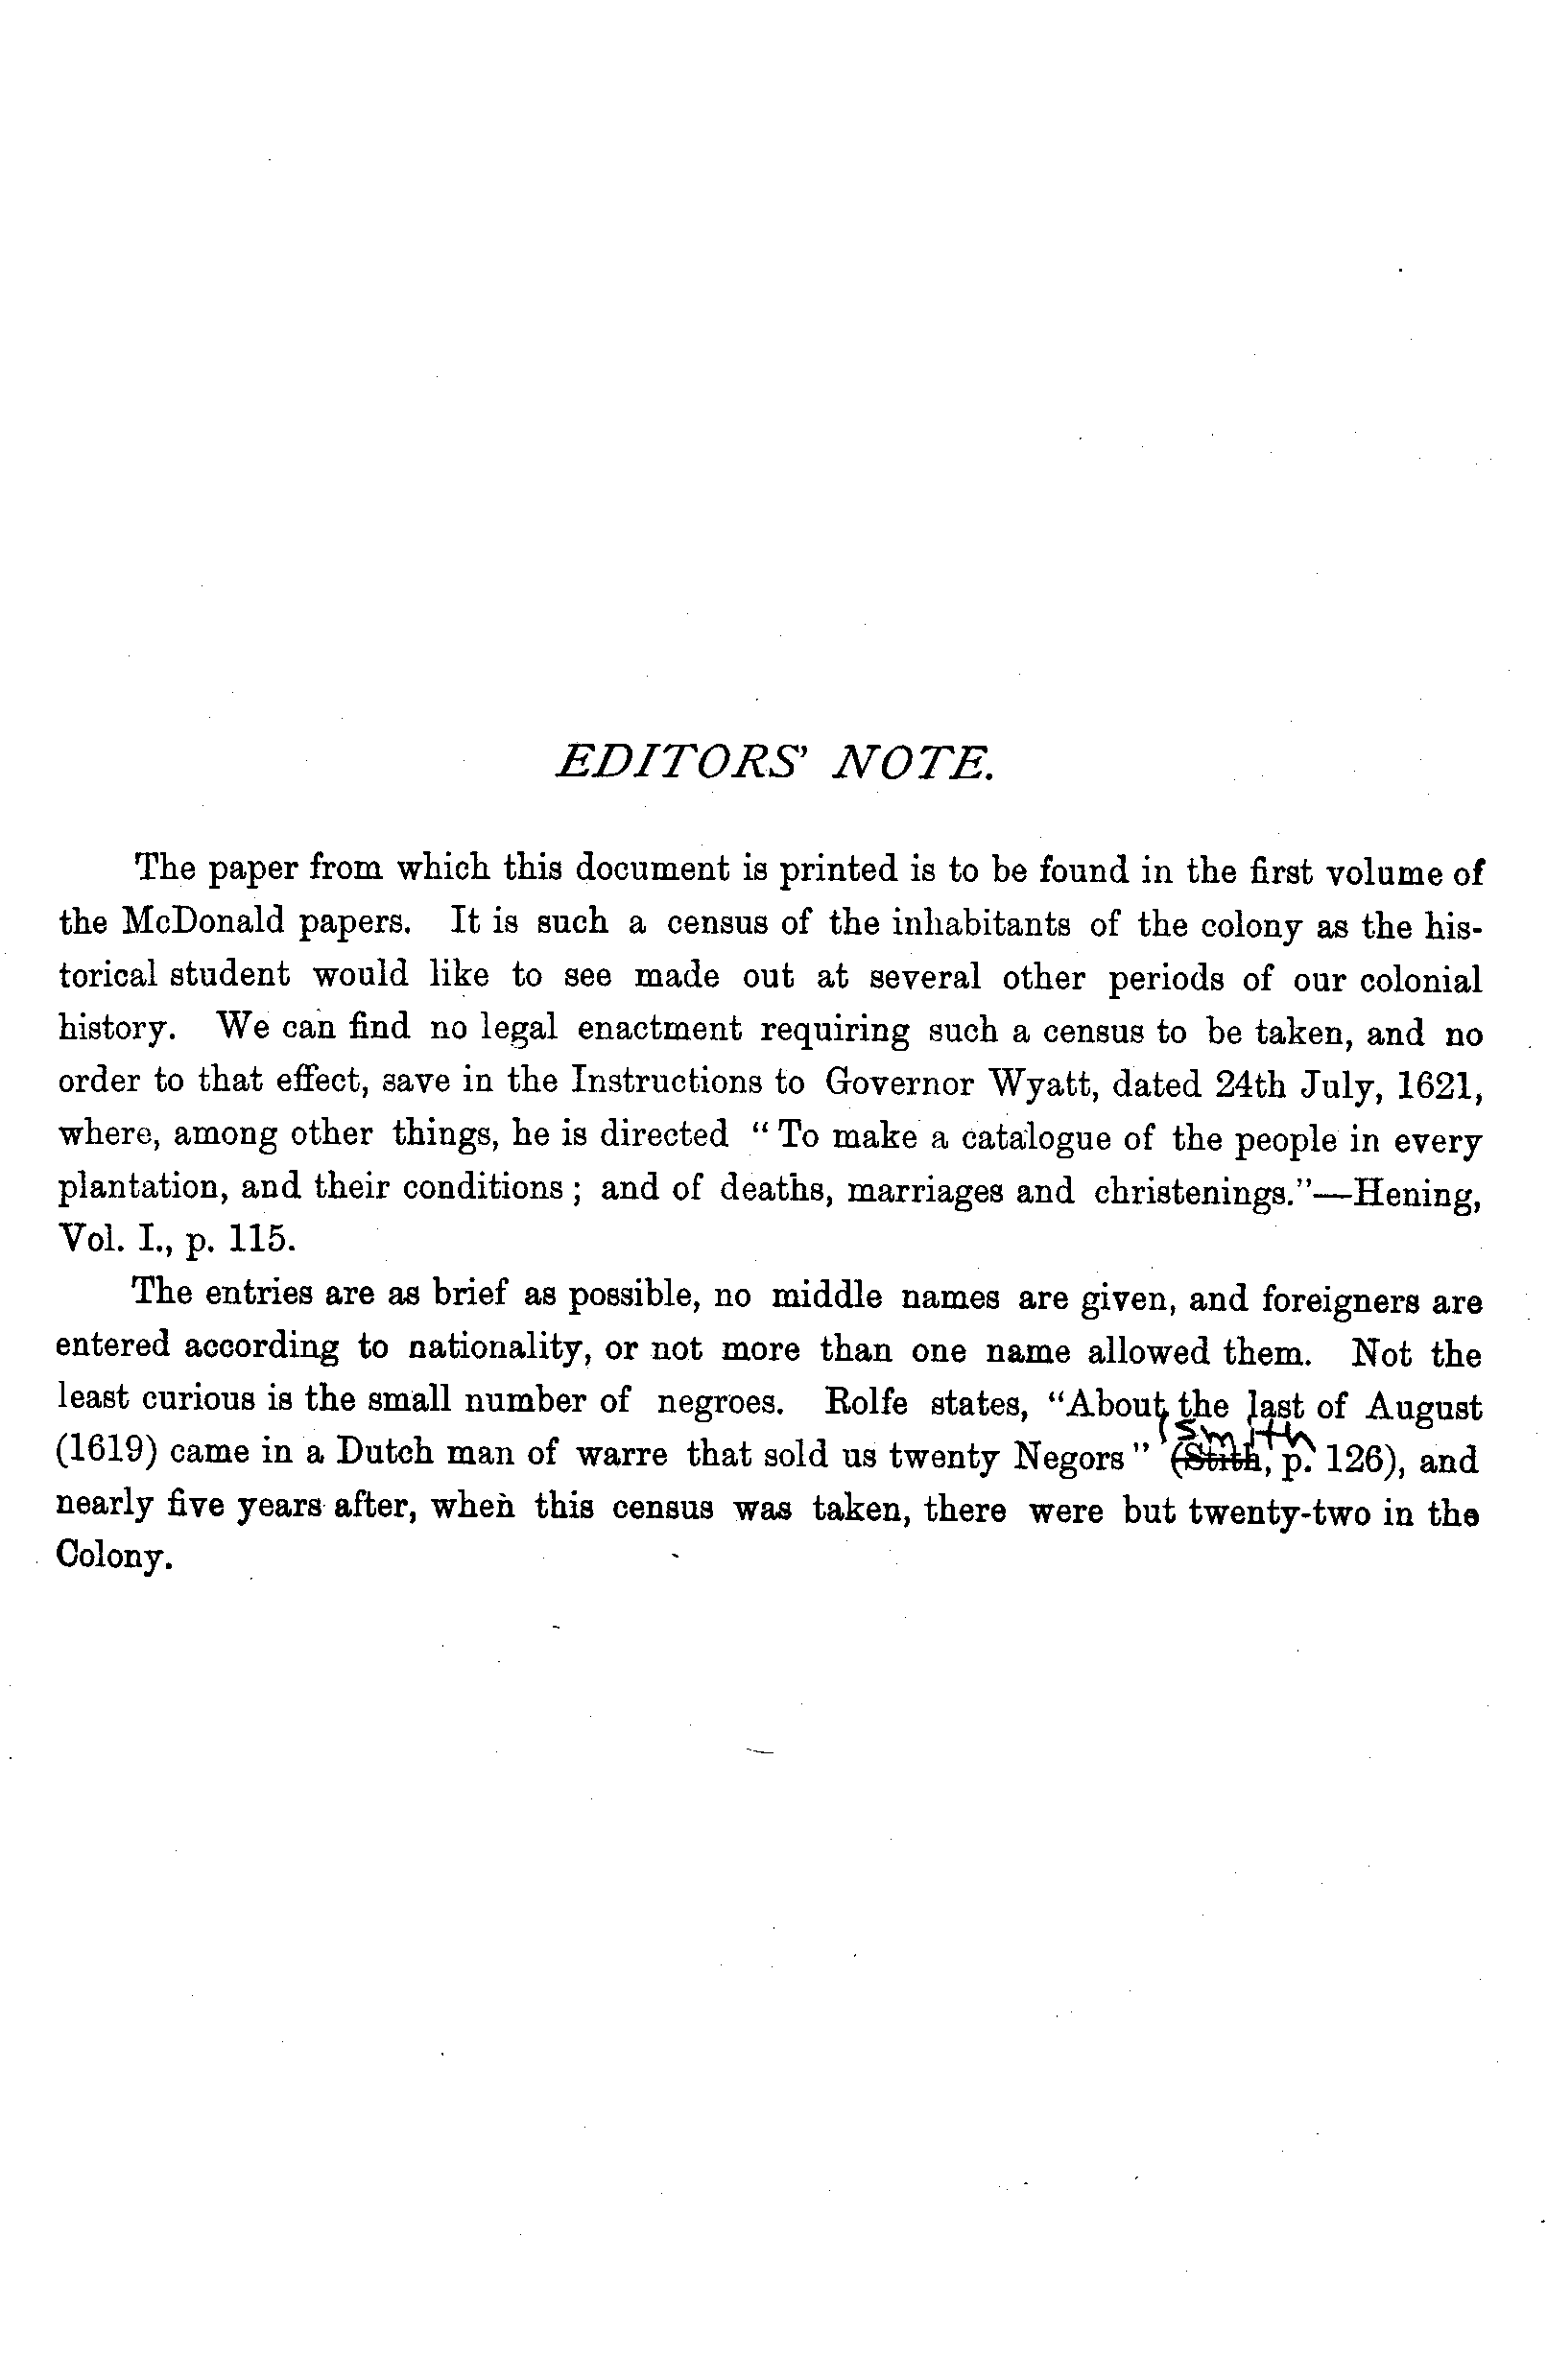 EDITORS' NOTE.
The paper from which this document is printed is to be found in the first volume of
the McDonald papers. It is such a census of the inhabitants of the colony as the his-
torical student would like to see made out at several other periods of our colonial
history. We can find no legal enactment requiring such a census to be taken, and no
order to that effect, save in the Instructions to Governor Wyatt, dated 24th July, 1621,
where, among other things, he is directed "To make a catalogue of the people in every
plantation, and their conditions; and of deaths, marriages and christenings."—Hening,
Vol. I., p. 115.
The entries are as brief as possible, no middle names are given, and foreigners are
entered according to nationality, or not more than one name allowed them. Not the
least curious is the small number of negroes. Rolfe states, "About the last of August
(Smith
(1619) came in a Dutch man of warre that sold us twenty Negors" (Stith, p. 126), and
nearly five years after, when this census was taken, there were but twenty-two in the
Colony.